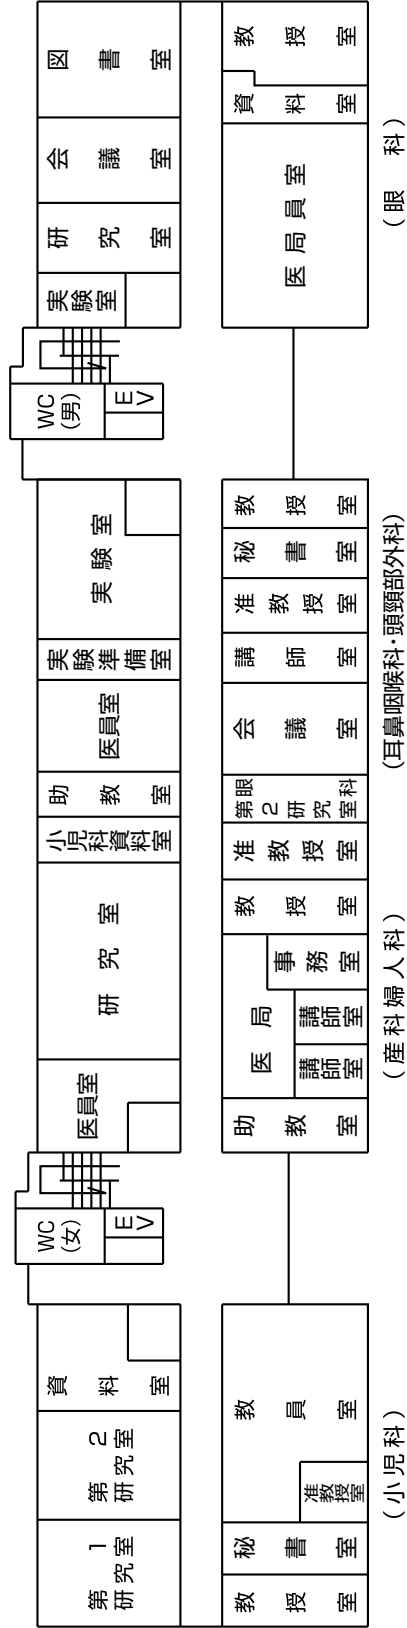 図書室
会議室
研究室
実験室
WC
(男)
EV
実験室
実験準備室
医員室
助教室
小児科資料室
研究室
医員室
WC
(女)
EV
資料室
第2
研究室
第1
研究室
教授室
資料室
医局員室
教授室
秘書室
准教授室
講師室
会議室
眼科
第2研究室
准教授室
教授室
事務室
医局
講師室
講師室
助教室
教員室
准教授室
秘書室
教授室
(眼科)
(耳鼻咽喉科・頭頸部外科)
(産科婦人科)
(小児科)